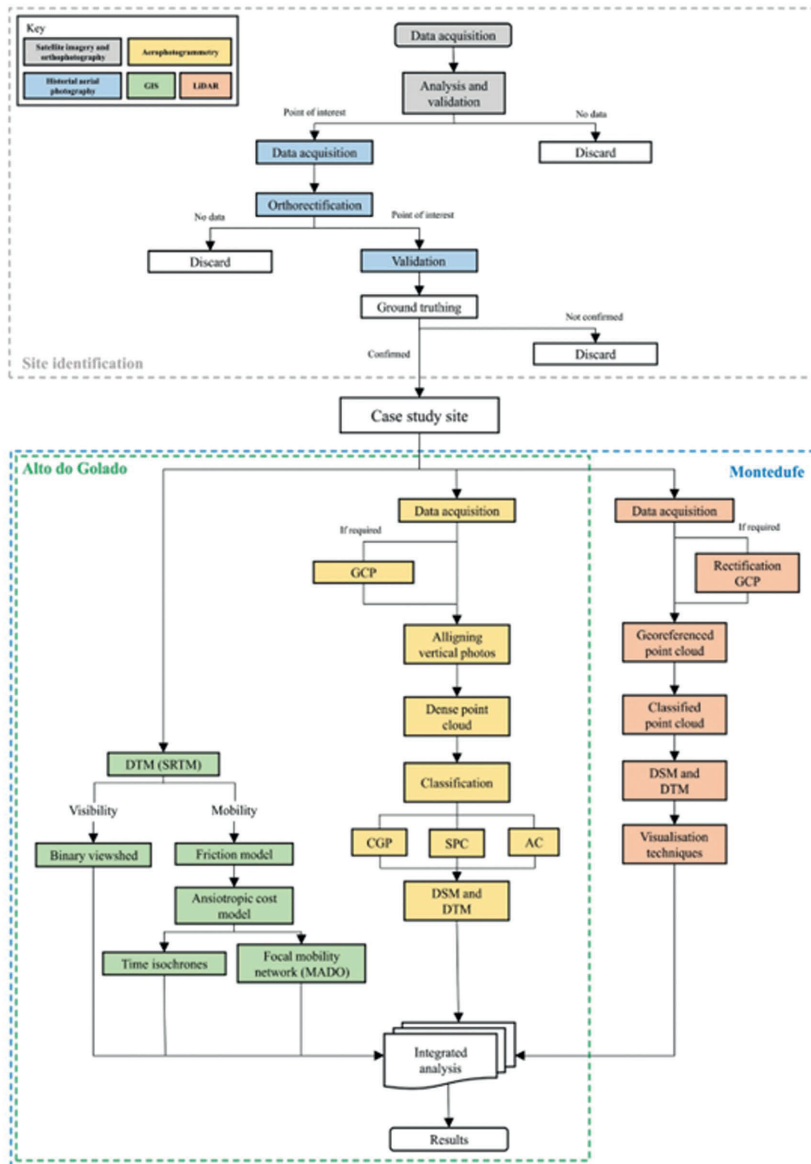 Key
Satellite imagery and
orthophotography
Aerophotogrammetry
Historial aerial
photography
GIS
LiDAR
Data acquisition
Analysis and
validation
Point of interest
No data
Data acquisition
Discard
Orthorectification
No data
Point of interest
Discard
Validation
Ground truthing
Not confirmed
Confirmed
Discard
Site identification
Case study site
Alto do Golado
Montedufe
Data acquisition
If required
GCP
Alligning
vertical photos
Dense point
cloud
Classification
CGP
SPC
AC
DSM and
DTM
Data acquisition
If required
Rectification
GCP
Georeferenced
point cloud
Classified
point cloud
DSM and
DTM
Visualisation
techniques
DTM (SRTM)
Visibility
Mobility
Binary viewshed
Friction model
Ansiotropic cost
model
Time isochrones
Focal mobility
network (MADO)
Integrated
analysis
Results